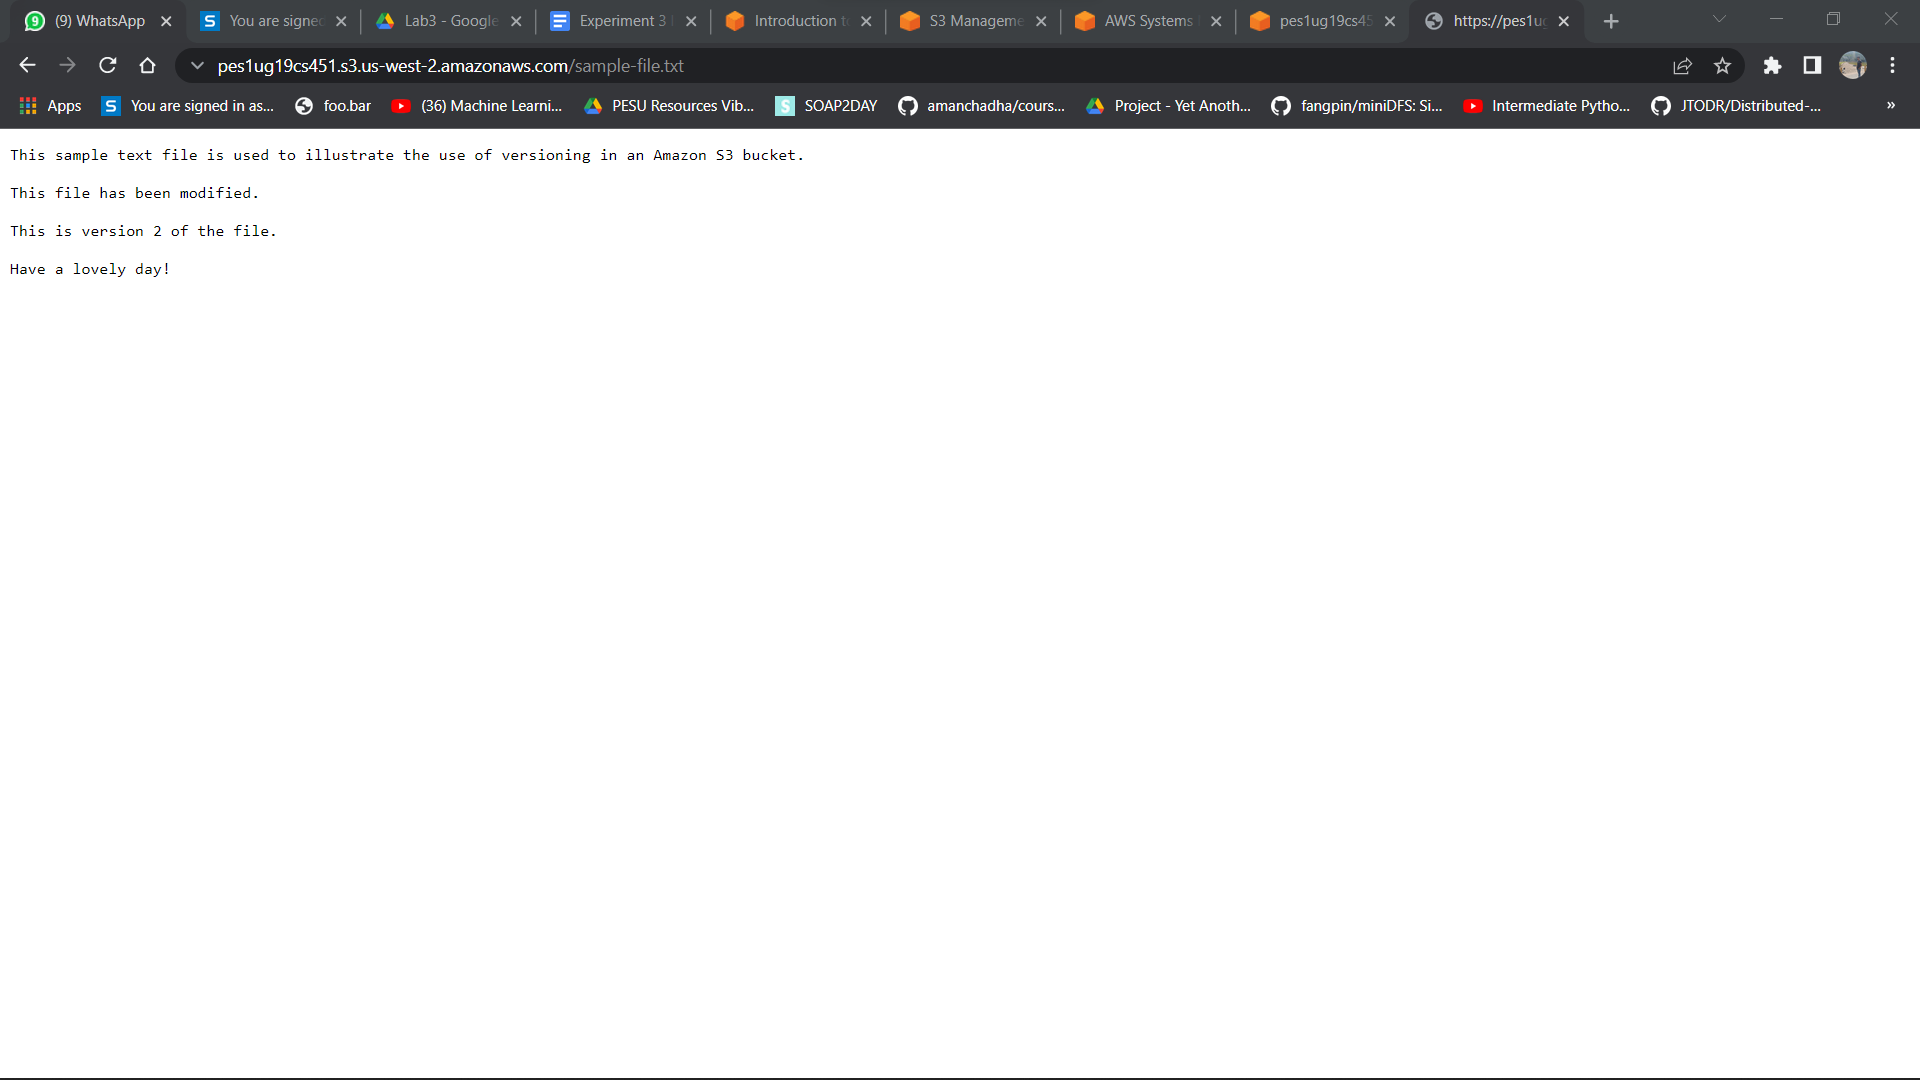 (9) WhatsApp
You are signed
Lab3 - Google
Experiment 3
Introduction to
S3 Manageme
AWS Systems
pes1ug19cs45
https://pes1ug
pes1ug19cs451.s3.us-west-2.amazonaws.com/sample-file.txt
Apps
You are signed in as...
foo.bar
(36) Machine Learni...
PESU Resources Vib...
SOAP2DAY
amanchadha/cours...
Project - Yet Anoth...
fangpin/miniDFS: Si...
Intermediate Pytho...
JTODR/Distributed-...
»
This sample text file is used to illustrate the use of versioning in an Amazon S3 bucket.
This file has been modified.
This is version 2 of the file.
Have a lovely day!